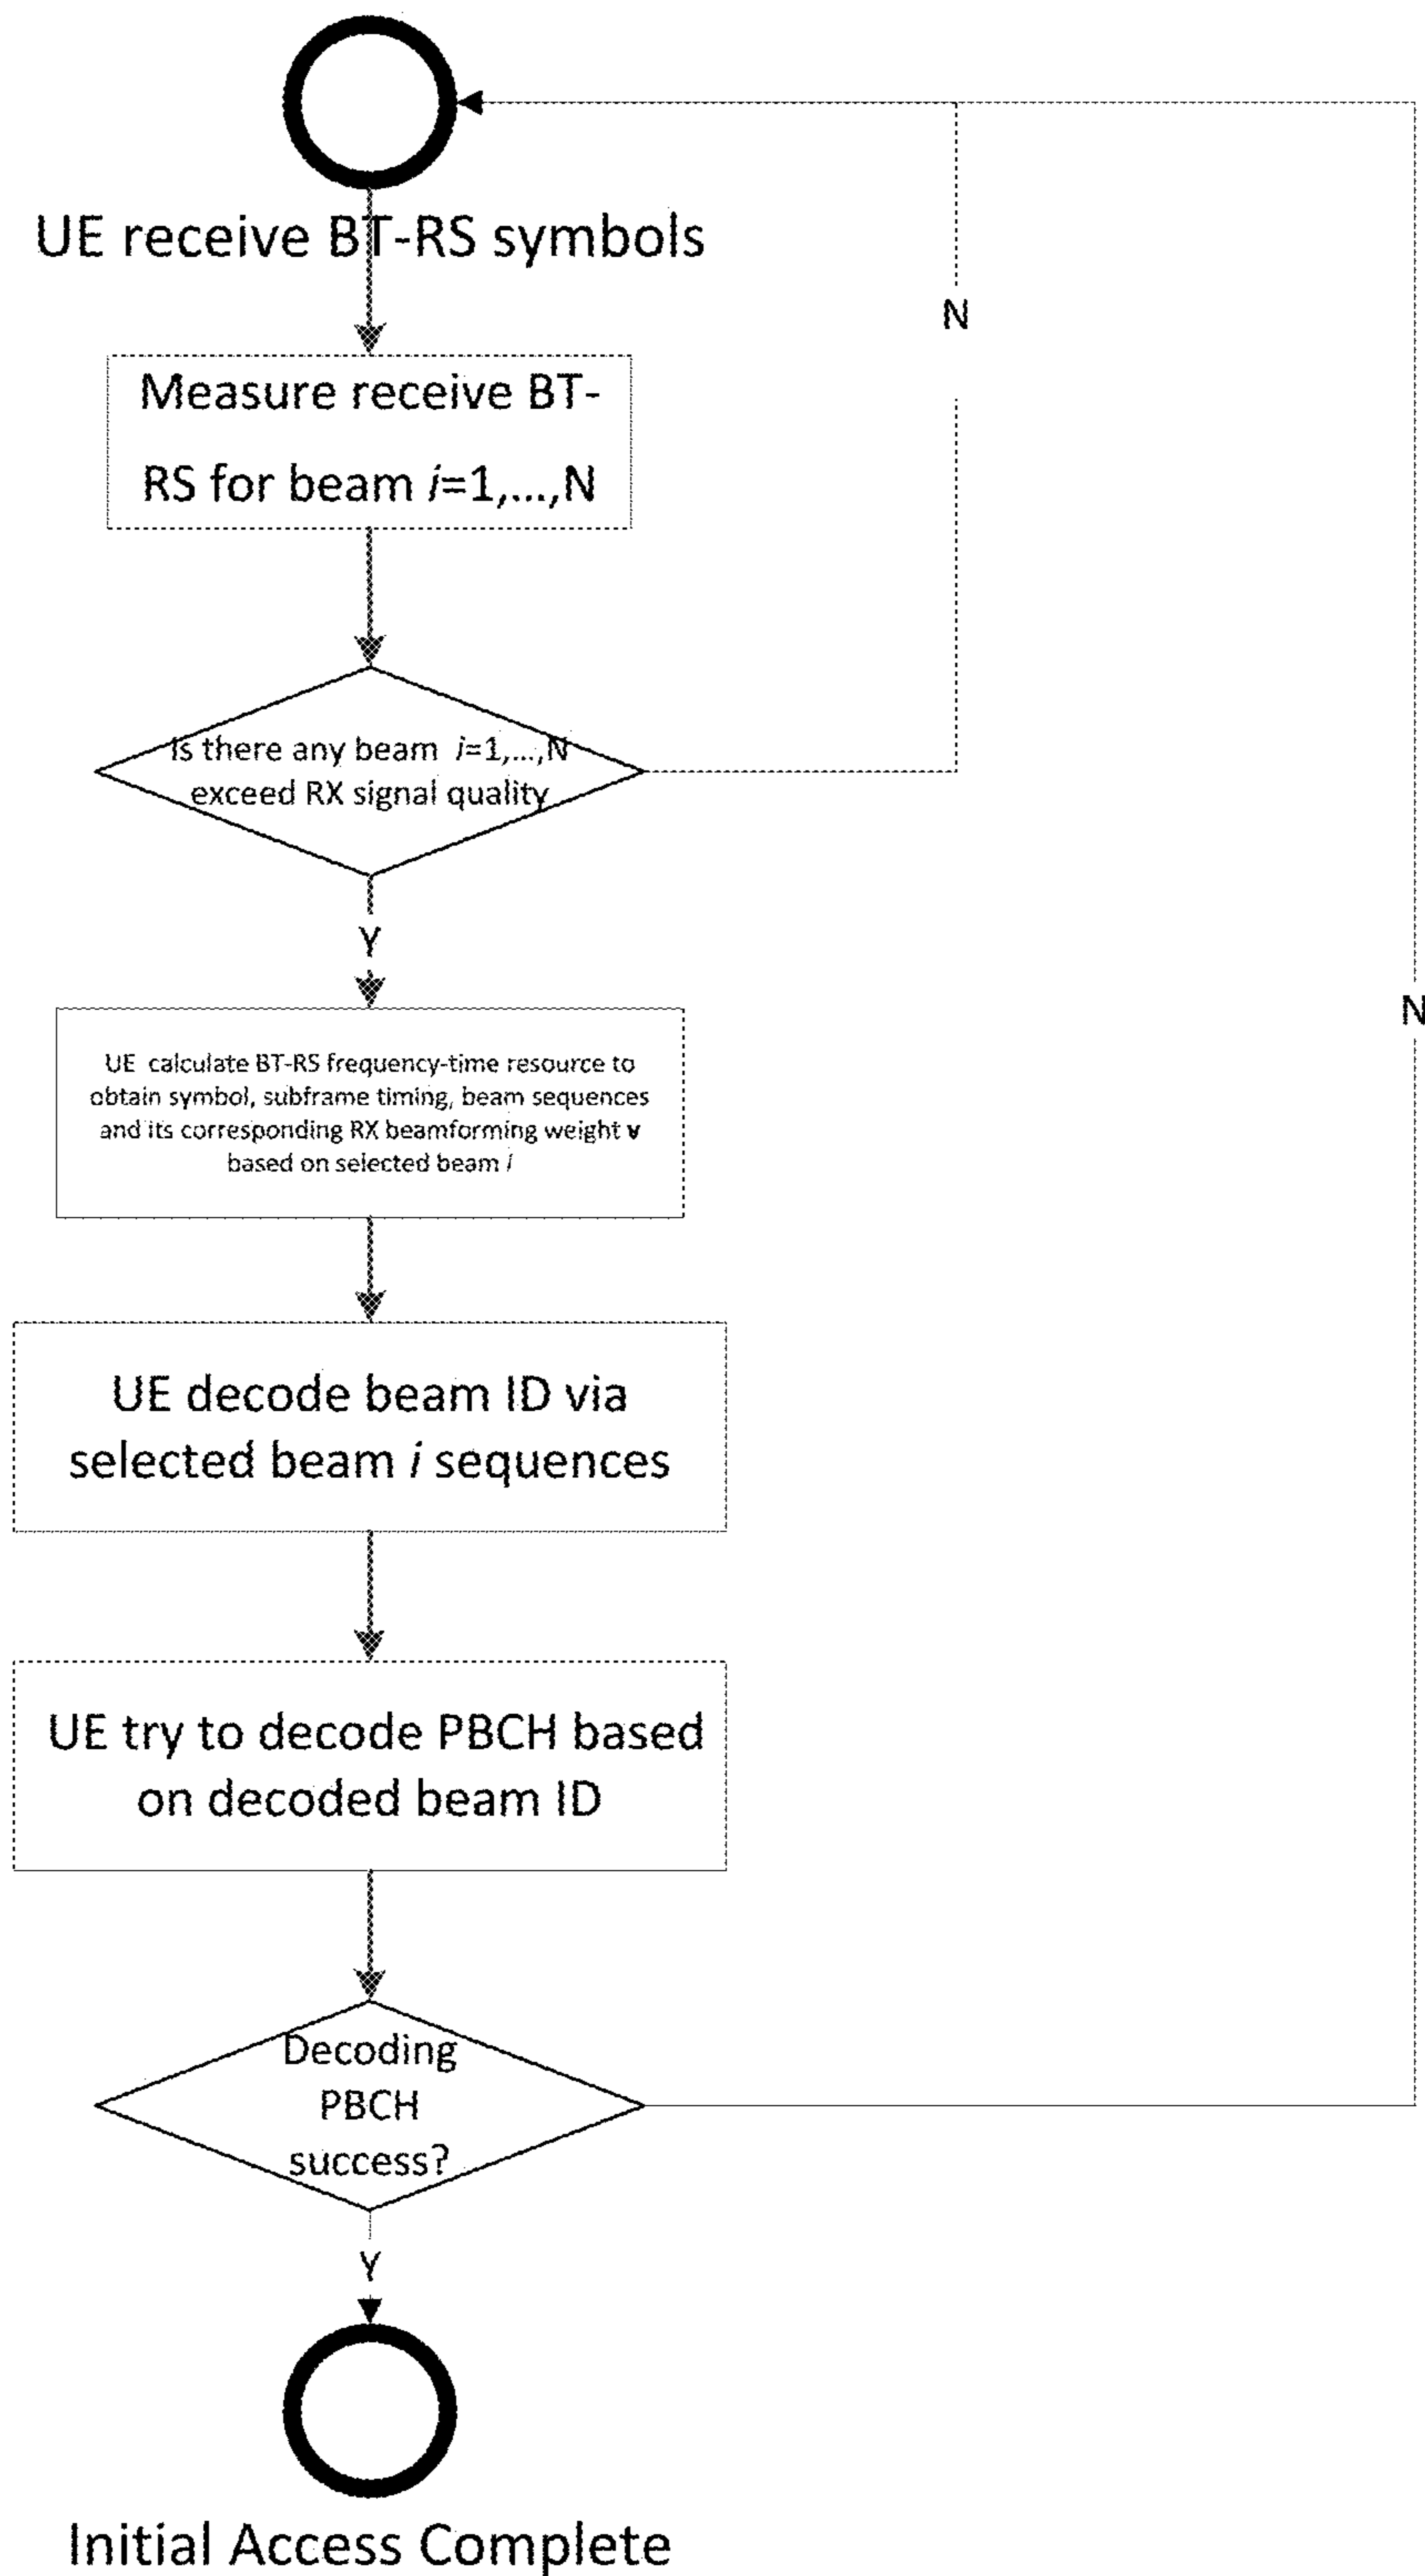 UE receive BT-RS symbols
N
Measure receive BT-
RS for beam i=1,...,N
Is there any beam i=1,...,N
exceed RX signal quality
Y
N
UE calculate BT-RS frequency-time resource to
obtain symbol, subframe timing, beam sequences
and its corresponding RX beamforming weight v
based on selected beam i
UE decode beam ID via
selected beam i sequences
UE try to decode PBCH based
on decoded beam ID
Decoding
PBCH
success?
Y
Initial Access Complete